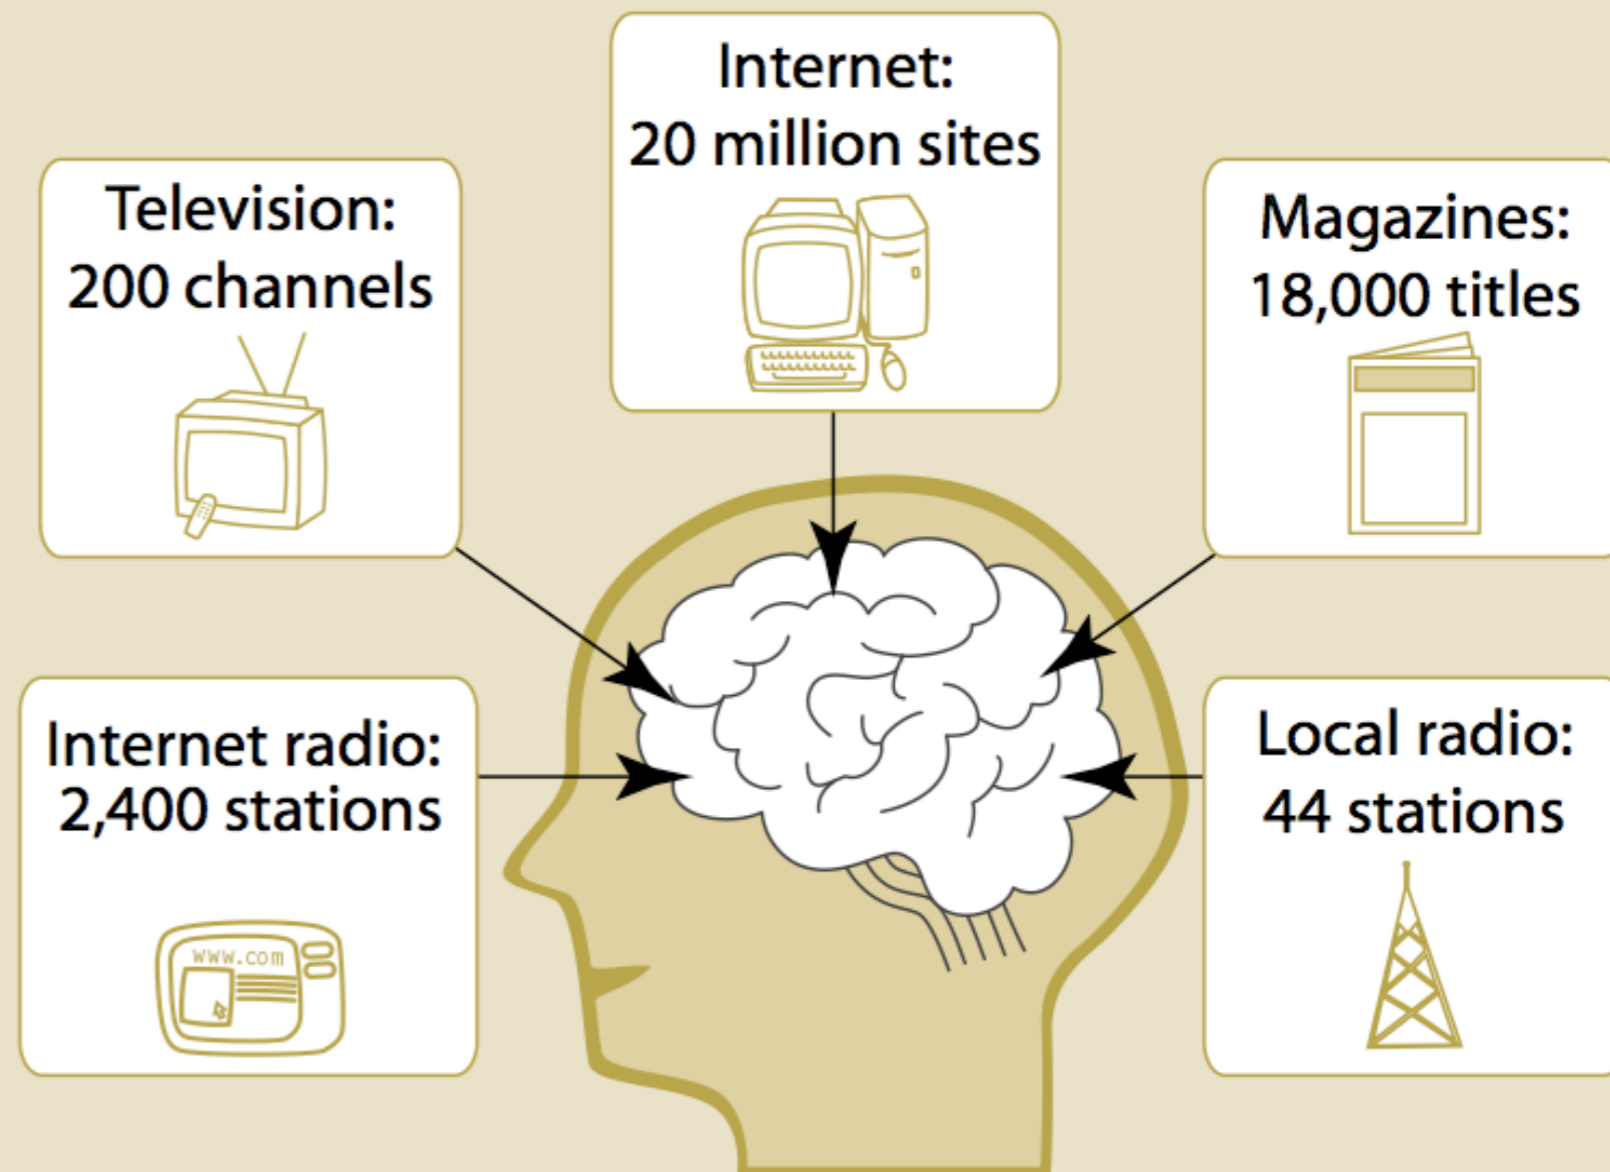 Internet:
20 million sites
Television:
200 channels
Magazines:
18,000 titles
Internet radio:
2,400 stations
www.com
Local radio:
44 stations